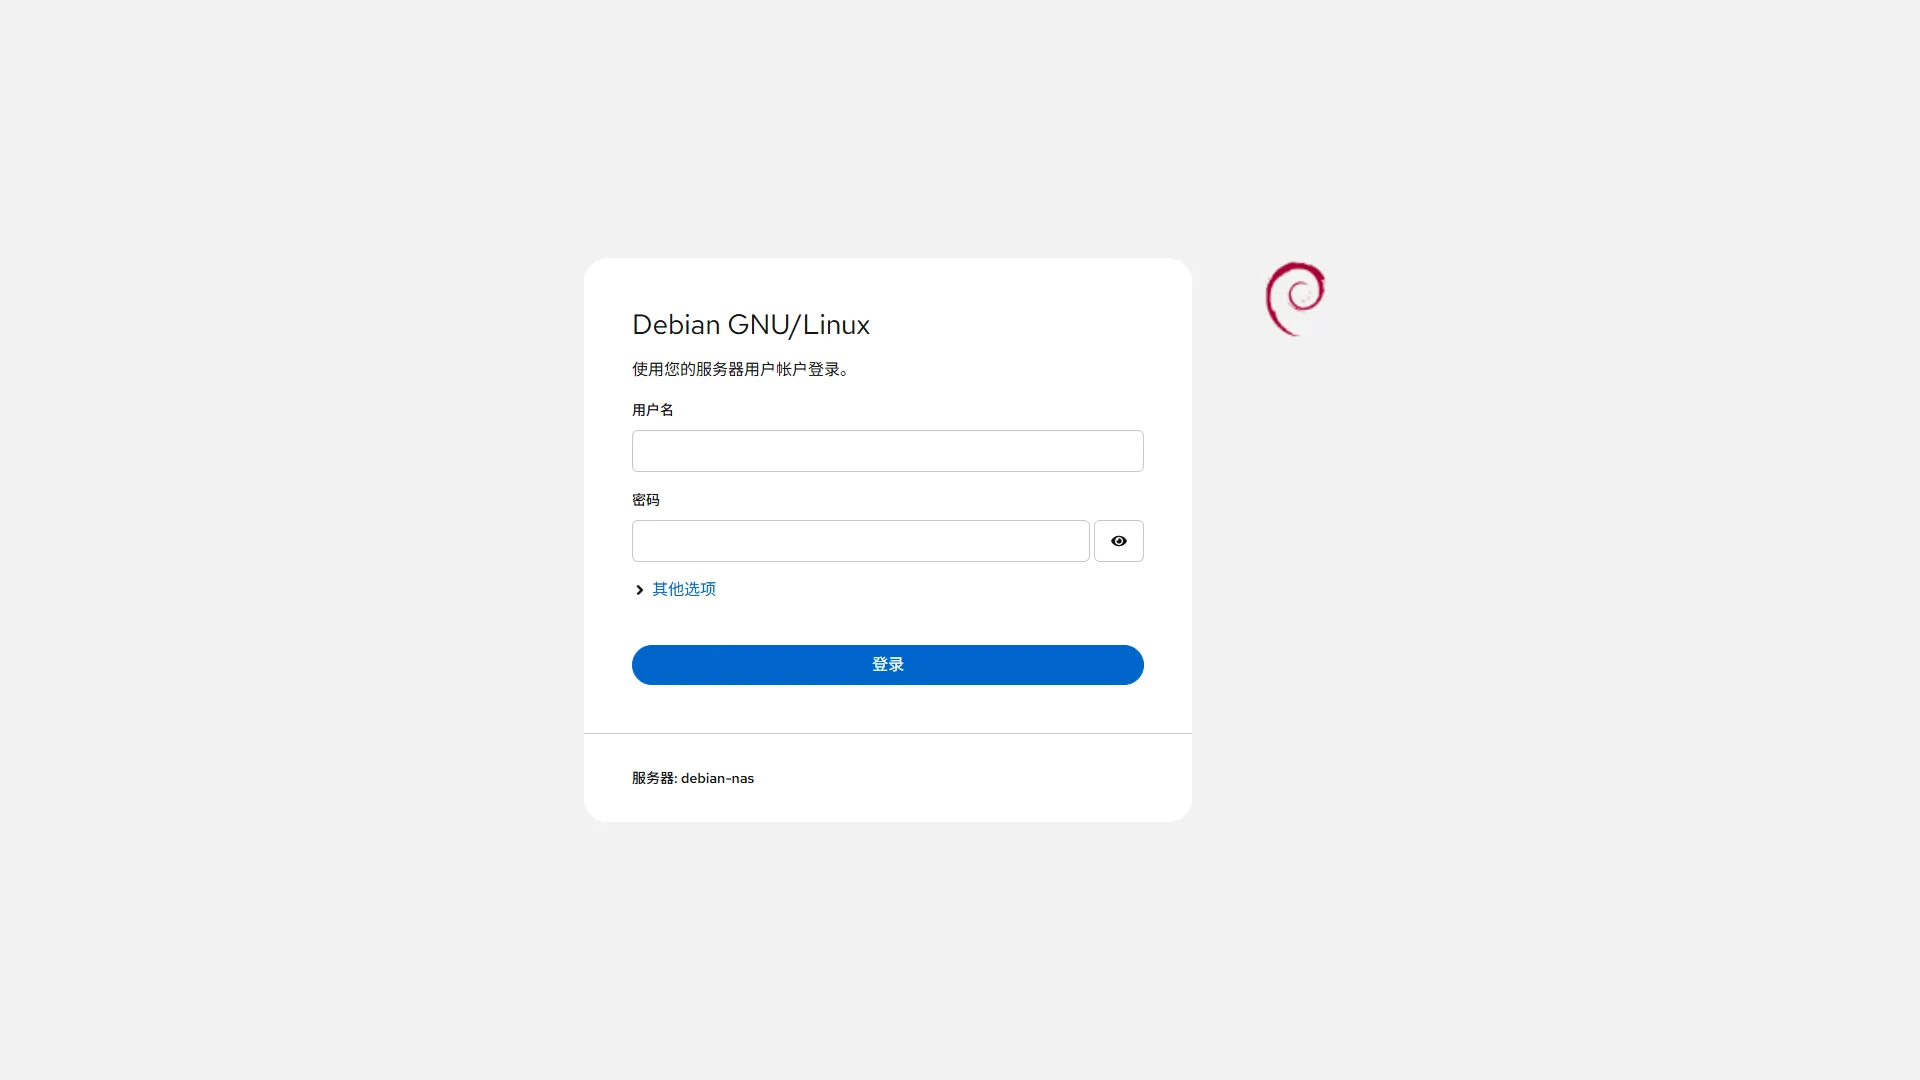 Debian GNU/Linux
使用您的服务器用户帐户登录。
用户名
密码
其他选项
登录
服务器: debian-nas